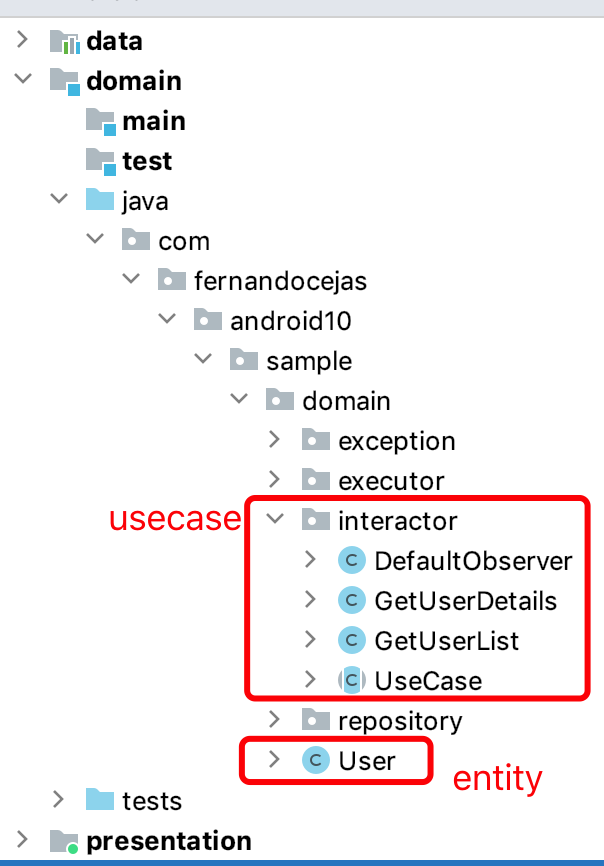 data
domain
main
test
java
com
fernandocejas
android10
sample
domain
exception
executor
usecase interactor
C DefaultObserver
C GetUserDetails
C GetUserList
C UseCase
repository
C User
entity
tests
presentation